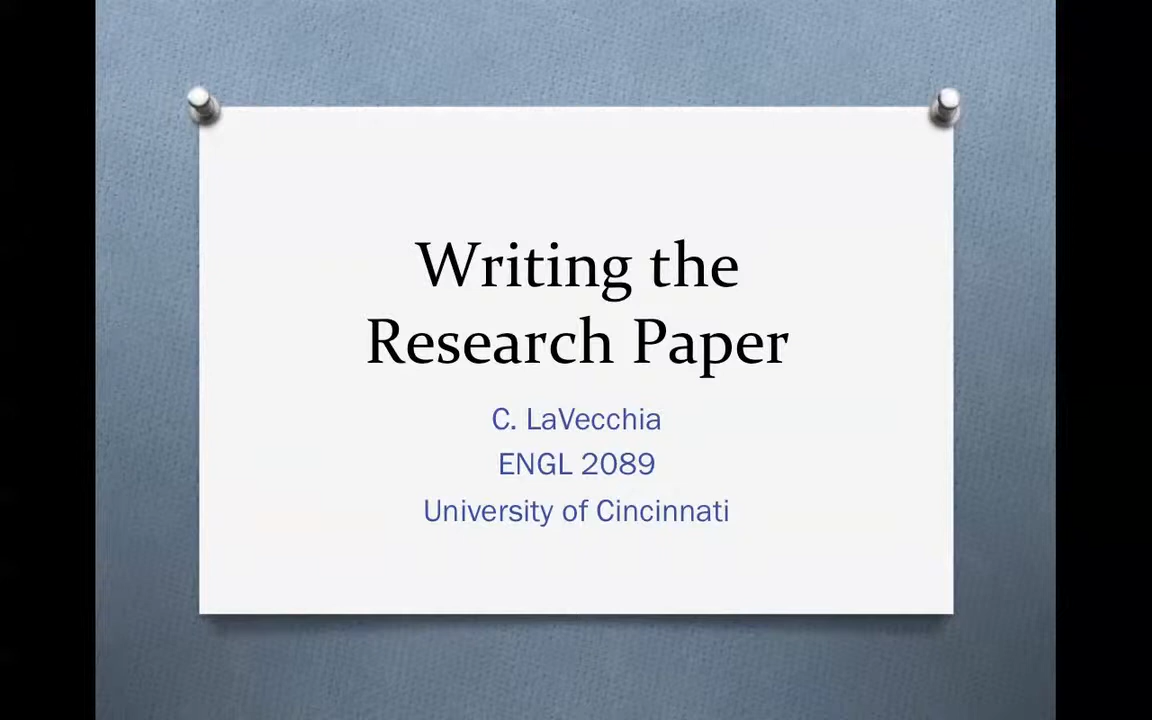 Writing the
Research Paper
C. LaVecchia
ENGL 2089
University of Cincinnati